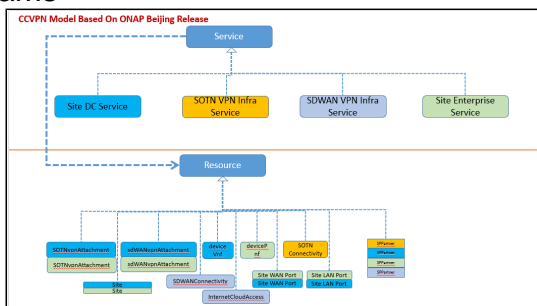 CCVPN Model Based On ONAP Beijing Release
Service
Site DC Service
SOTN VPN Infra
Service
SDWAN VPN Infra
Service
Site Enterprise
Service
Resource
SOTNvpnAttachment
SOTNvpnAttachment
sdWANvpnAttachment
sdWANvpnAttachment
device
Vnf
deviceP
nf
SOTN
Connectivity
SPPartner
SPPartner
SPPartner
SPPartner
Site
Site
SDWANConnectivity
Site WAN Port
Site WAN Port
Site LAN Port
Site LAN Port
InternetCloudAccess